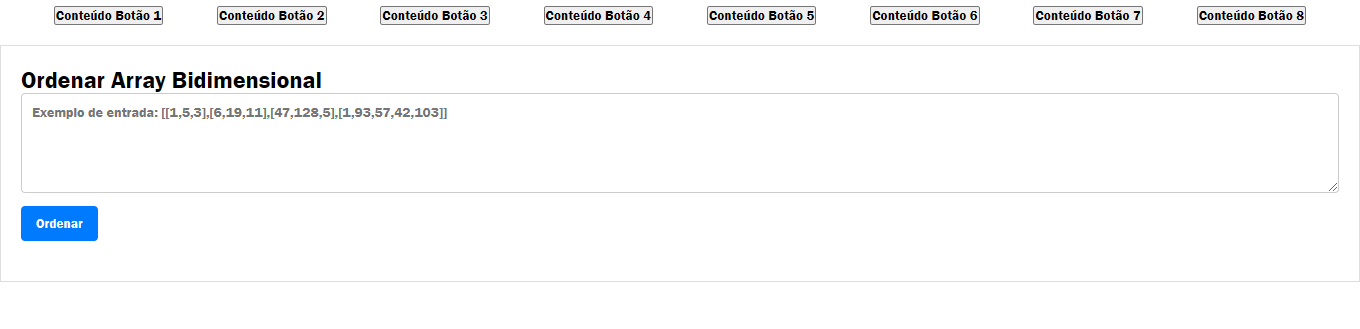 Conteúdo Botão 1 Conteúdo Botão 2 Conteúdo Botão 3 Conteúdo Botão 4 Conteúdo Botão 5 Conteúdo Botão 6 Conteúdo Botão 7 Conteúdo Botão 8
Ordenar Array Bidimensional
Exemplo de entrada: [[1,5,3],[6,19,11],[47,128,5],[1,93,57,42,103]]
Ordenar